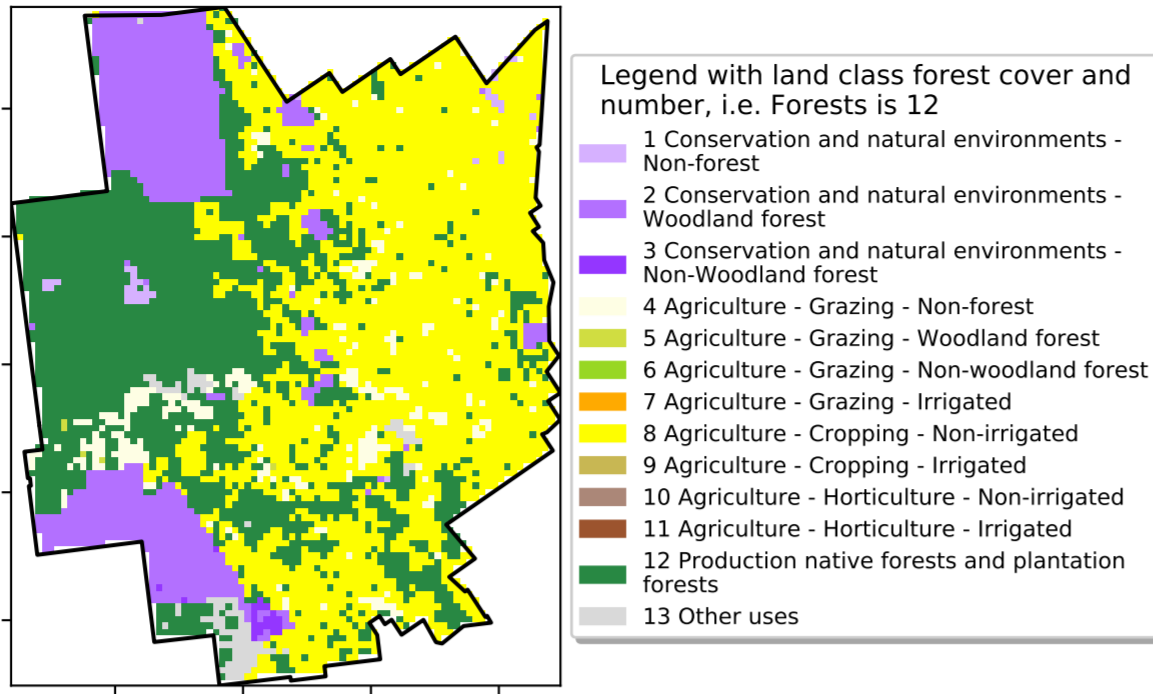 Legend with land class forest cover and
number, i.e. Forests is 12
1 Conservation and natural environments -
Non-forest
2 Conservation and natural environments -
Woodland forest
3 Conservation and natural environments -
Non-Woodland forest
4 Agriculture - Grazing - Non-forest
5 Agriculture - Grazing - Woodland forest
6 Agriculture - Grazing - Non-woodland forest
7 Agriculture - Grazing - Irrigated
8 Agriculture - Cropping - Non-irrigated
9 Agriculture - Cropping - Irrigated
10 Agriculture - Horticulture - Non-irrigated
11 Agriculture - Horticulture - Irrigated
12 Production native forests and plantation
forests
13 Other uses